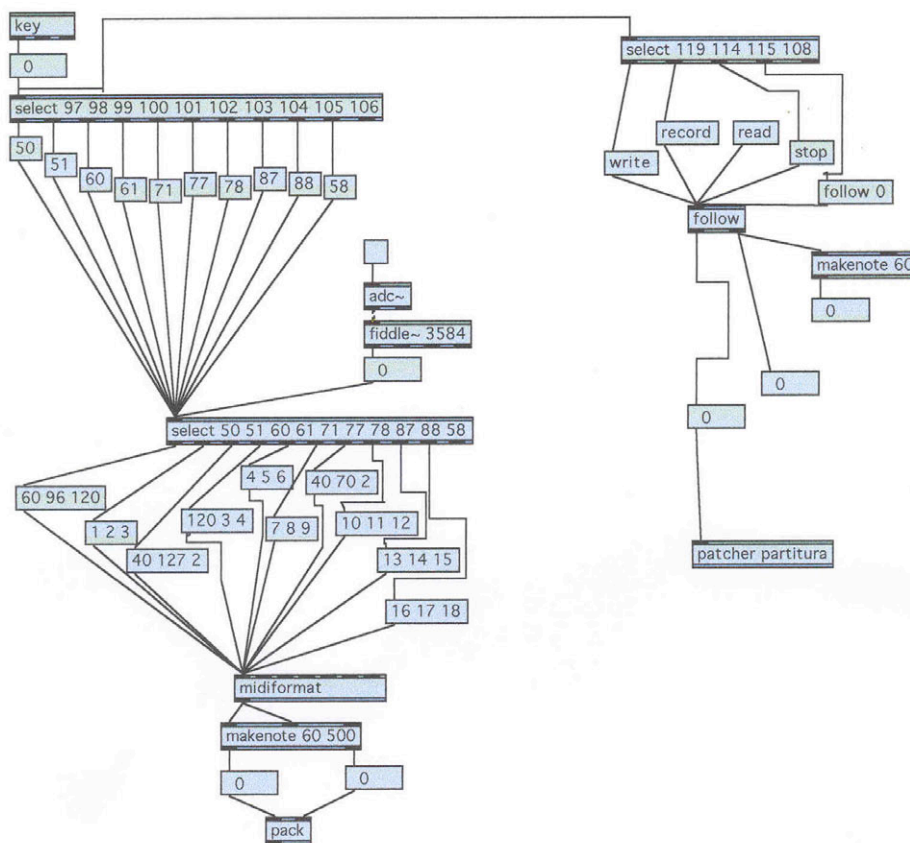 key
0
select 97 98 99 100 101 102 103 104 105 106
50
51
60
61
71
77
78
87
88
58
adc~
fiddle~ 3584
0
select 50 51 60 61 71 77 78 87 88 58
60 96 120
1 2 3
40 127 2
120 3 4
4 5 6
7 8 9
40 70 2
10 11 12
13 14 15
16 17 18
midiformat
makenote 60 500
0
0
pack
select 119 114 115 108
write
record
read
stop
follow 0
follow
makenote 60
0
0
0
patcher partitura